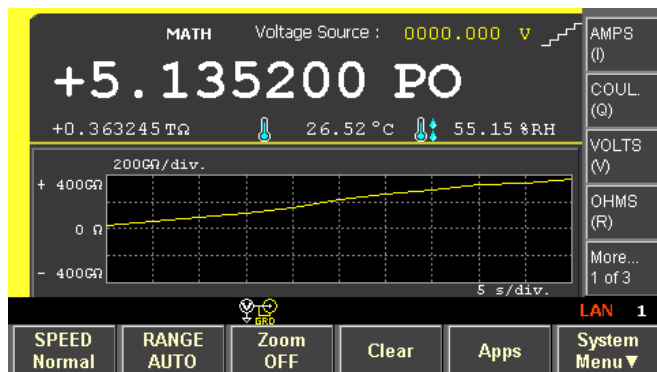 MATH Voltage Source : 0000.000 V
+5.135200 PO
+0.363245 TΩ 26.52 °C 55.15 %RH
200GΩ/div.
+ 400GΩ
0 Ω
- 400GΩ
5 s/div.
AMPS
(I)
COUL.
(Q)
VOLTS
(V)
OHMS
(R)
More...
1 of 3
V
GRD
LAN 1
SPEED
Normal
RANGE
AUTO
Zoom
OFF
Clear
Apps
System
Menu▼